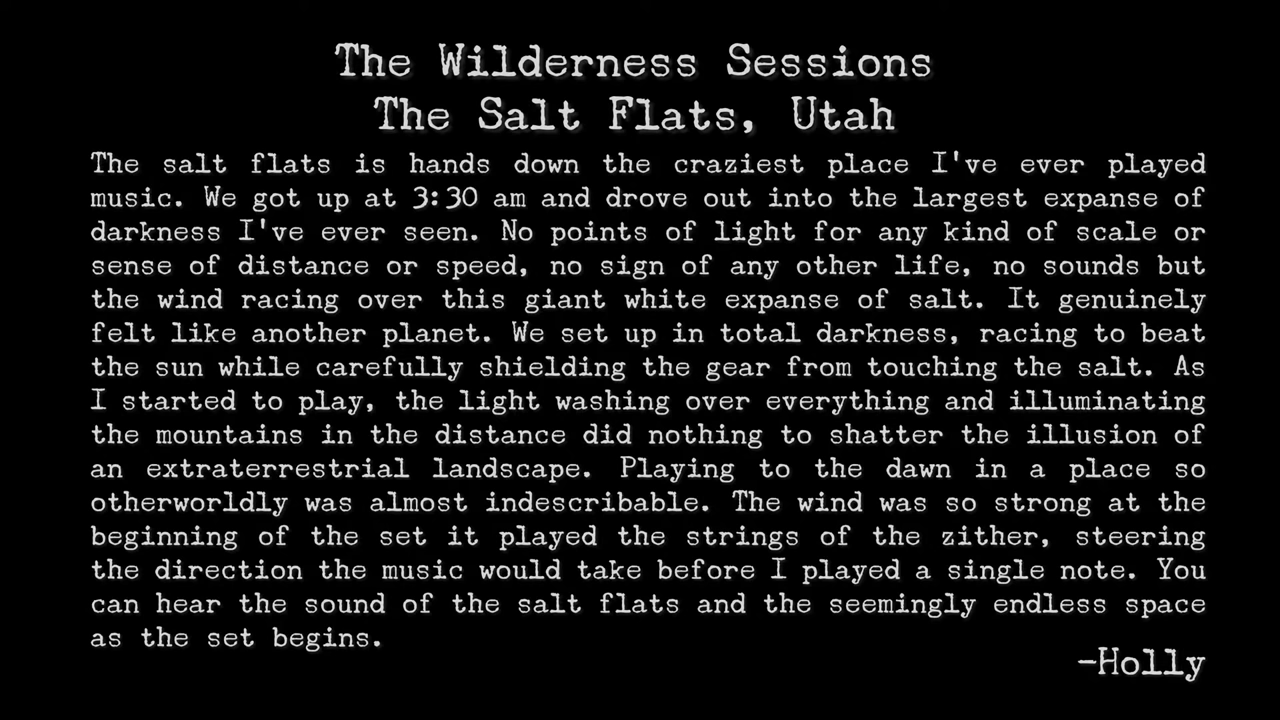 The Wilderness Sessions
The Salt Flats, Utah
The salt flats is hands down the craziest place I've ever played
music. We got up at 3:30 am and drove out into the largest expanse of
darkness I've ever seen. No points of light for any kind of scale or
sense of distance or speed, no sign of any other life, no sounds but
the wind racing over this giant white expanse of salt. It genuinely
felt like another planet. We set up in total darkness, racing to beat
the sun while carefully shielding the gear from touching the salt. As
I started to play, the light washing over everything and illuminating
the mountains in the distance did nothing to shatter the illusion of
an extraterrestrial landscape. Playing to the dawn in a place so
otherworldly was almost indescribable. The wind was so strong at the
beginning of the set it played the strings of the zither, steering
the direction the music would take before I played a single note. You
can hear the sound of the salt flats and the seemingly endless space
as the set begins.
-Holly